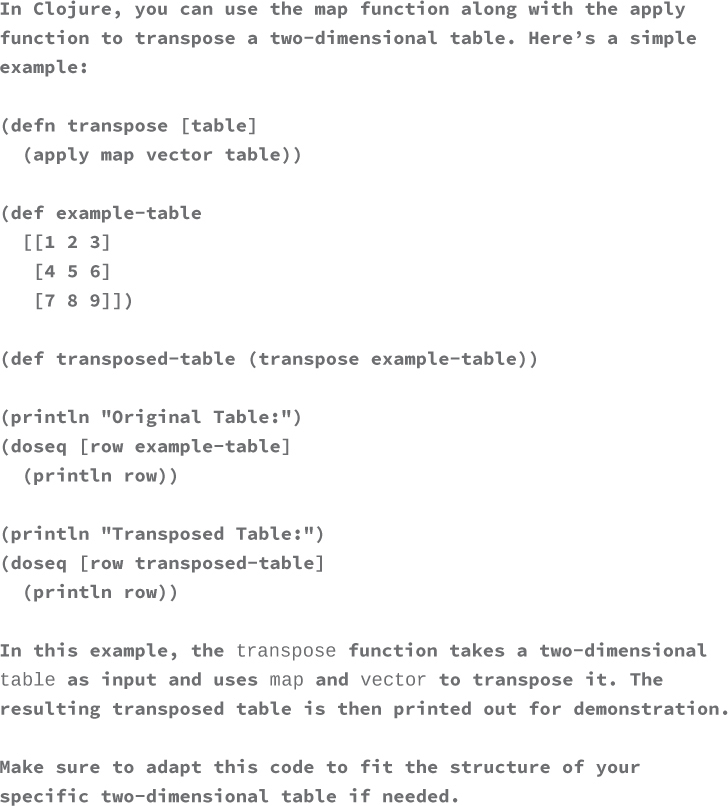 In Clojure, you can use the map function along with the apply
function to transpose a two-dimensional table. Here’s a simple
example:

(defn transpose [table]
  (apply map vector table))

(def example-table
  [[1 2 3]
   [4 5 6]
   [7 8 9]])

(def transposed-table (transpose example-table))

(println "Original Table:")
(doseq [row example-table]
  (println row))

(println "Transposed Table:")
(doseq [row transposed-table]
  (println row))

In this example, the transpose function takes a two-dimensional
table as input and uses map and vector to transpose it. The
resulting transposed table is then printed out for demonstration.

Make sure to adapt this code to fit the structure of your
specific two-dimensional table if needed.